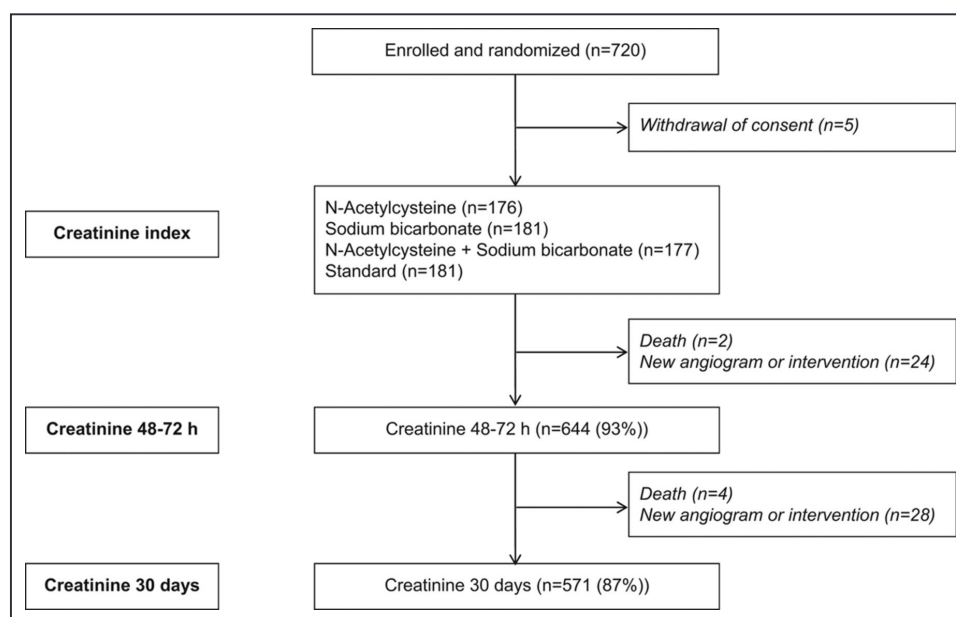 Enrolled and randomized (n=720)
Withdrawal of consent (n=5)
Creatinine index
N-Acetylcysteine (n=176)
Sodium bicarbonate (n=181)
N-Acetylcysteine + Sodium bicarbonate (n=177)
Standard (n=181)
Death (n=2)
New angiogram or intervention (n=24)
Creatinine 48-72 h
Creatinine 48-72 h (n=644 (93%))
Death (n=4)
New angiogram or intervention (n=28)
Creatinine 30 days
Creatinine 30 days (n=571 (87%))